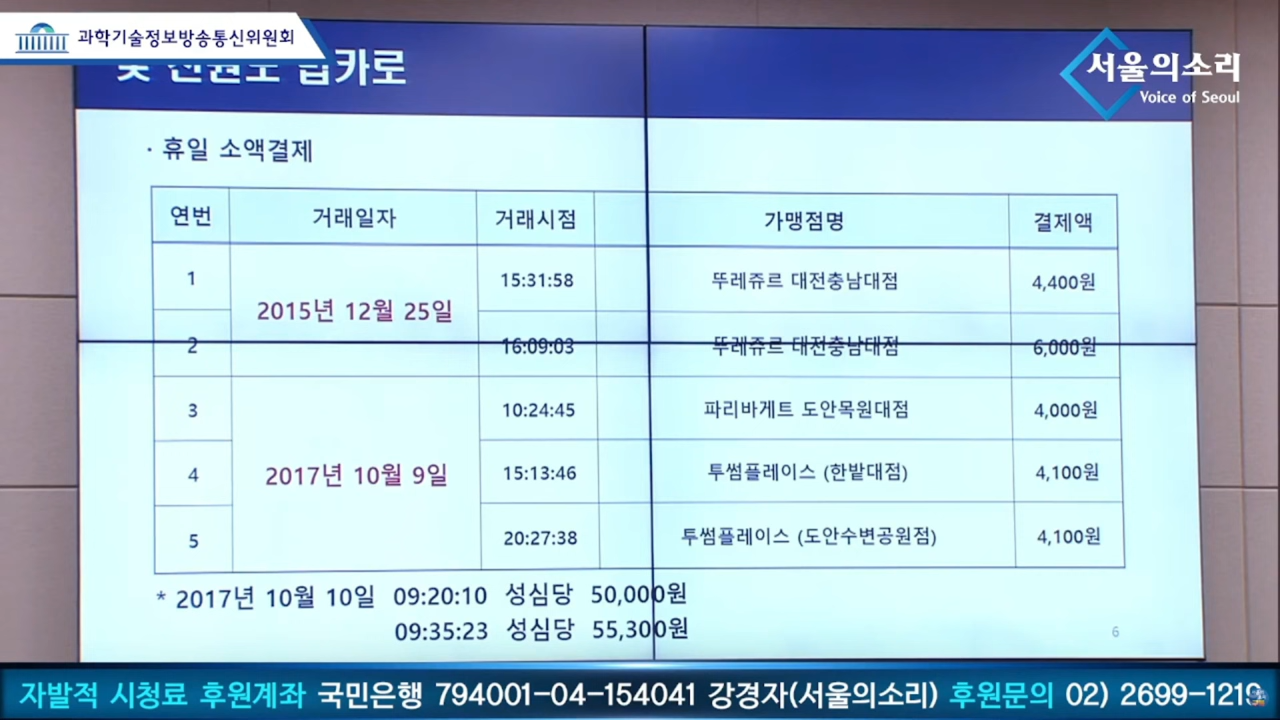 과학기술정보방송통신위원회
몇 천원도 법카로
서울의소리
Voice of Seoul
· 휴일 소액결제
연번 거래일자 거래시점 가맹점명 결제액
1 2015년 12월 25일 15:31:58 뚜레쥬르 대전충남대점 4,400원
2 16:09:03 뚜레쥬르 대전충남대점 6,000원
3 2017년 10월 9일 10:24:45 파리바게트 도안목원대점 4,000원
4 15:13:46 투썸플레이스 (한밭대점) 4,100원
5 20:27:38 투썸플레이스 (도안수변공원점) 4,100원
* 2017년 10월 10일 09:20:10 성심당 50,000원
09:35:23 성심당 55,300원
6
자발적 시청료 후원계좌 국민은행 794001-04-154041 강경자(서울의소리) 후원문의 02) 2699-1219